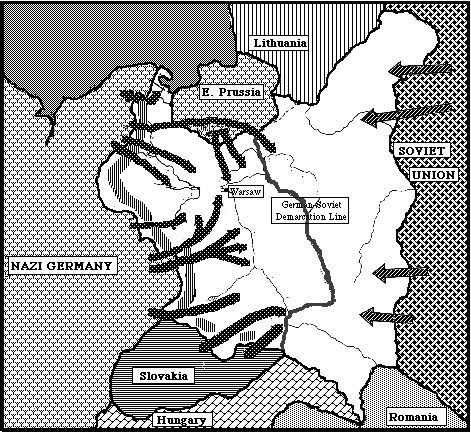 Lithuania
E. Prussia
SOVIET
UNION
Warsaw
German-Soviet
Demarcation Line
NAZI GERMANY
Slovakia
Hungary
Romania